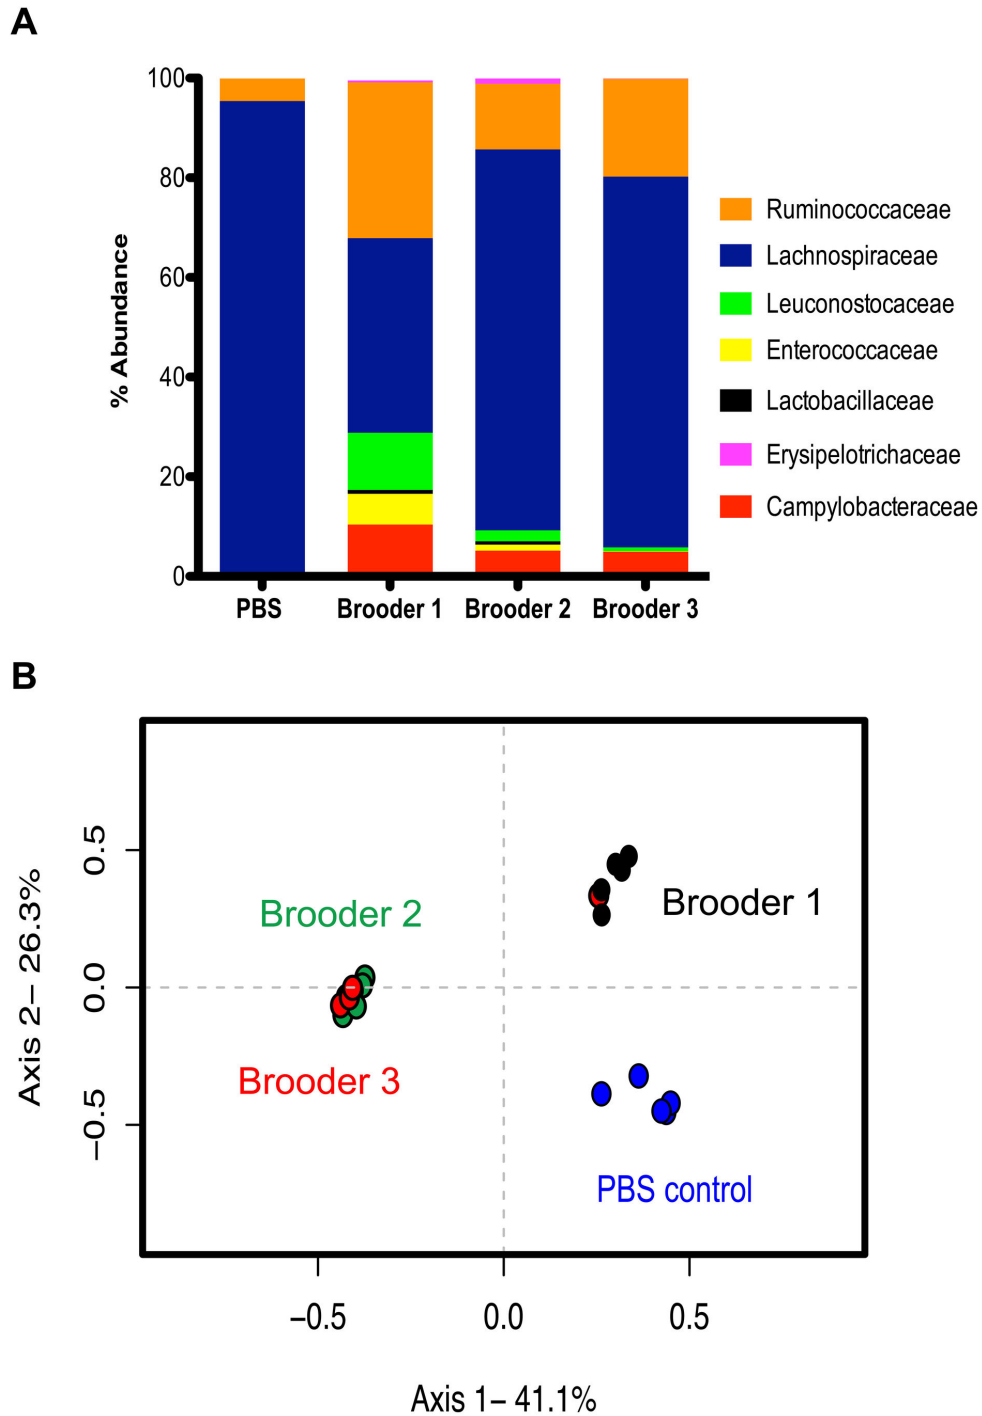 A
100
80
60
40
20
0
% Abundance
PBS
Brooder 1
Brooder 2
Brooder 3
Ruminococcaceae
Lachnospiraceae
Leuconostocaceae
Enterococcaceae
Lactobacillaceae
Erysipelotrichaceae
Campylobacteraceae
B
Axis 2– 26.3%
0.5
0.0
–0.5
Brooder 1
Brooder 2
Brooder 3
PBS control
–0.5
0.0
0.5
Axis 1– 41.1%